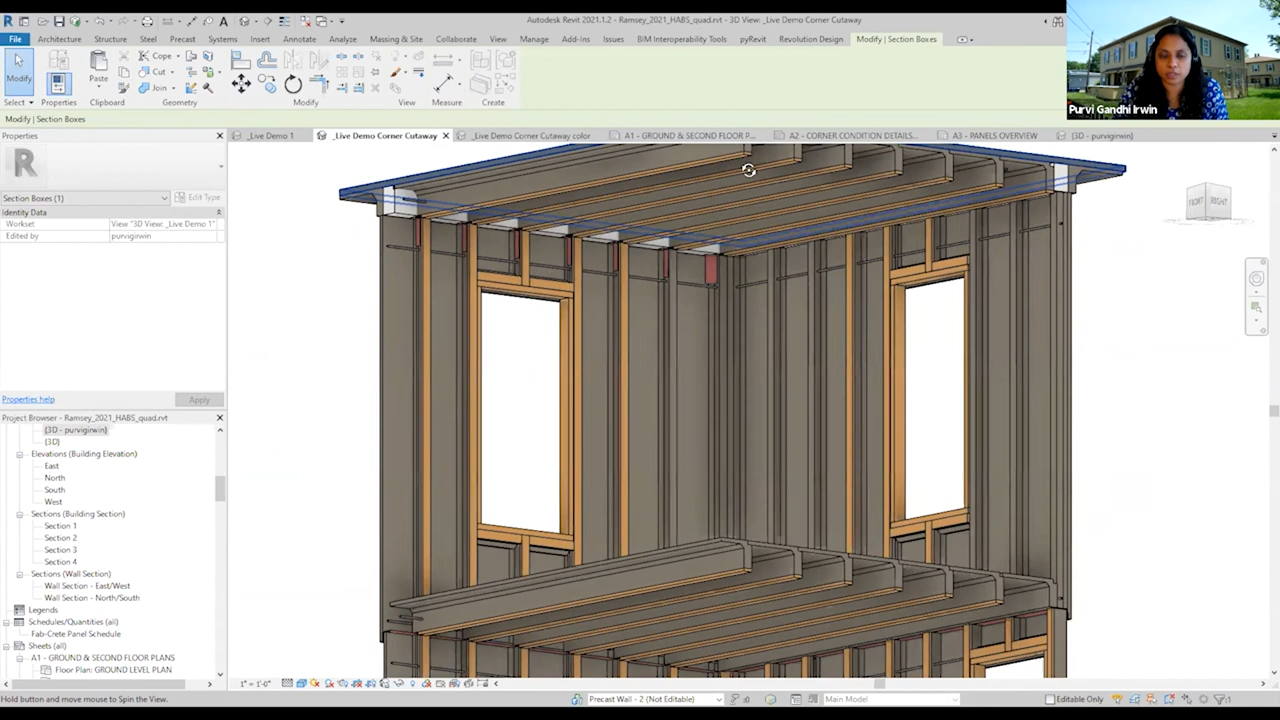 Autodesk Revit 2021.1.2 - Ramsey_2021_HABS_quad.rvt - 3D View: _Live Demo Corner Cutaway
File Architecture Structure Steel Precast Systems Insert Annotate Analyze Massing & Site Collaborate View Manage Add-Ins Issues BIM Interoperability Tools pyRevit Revolution Design Modify | Section Boxes
Modify
Paste
Cope
Cut
Join
Select Properties Clipboard Geometry Modify View Measure Create
Purvi Gandhi Irwin
Modify | Section Boxes
Properties
_Live Demo 1 _Live Demo Corner Cutaway _Live Demo Corner Cutaway color A1 - GROUND & SECOND FLOOR P... A2 - CORNER CONDITION DETAILS... A3 - PANELS OVERVIEW {3D - purvigirwin}
R
Section Boxes (1) Edit Type
Identity Data
Workset View "3D View: _Live Demo 1"
Edited by purvigirwin
FRONT RIGHT
Properties help Apply
Project Browser - Ramsey_2021_HABS_quad.rvt
{3D - purvigirwin}
{3D}
Elevations (Building Elevation)
East
North
South
West
Sections (Building Section)
Section 1
Section 2
Section 3
Section 4
Sections (Wall Section)
Wall Section - East/West
Wall Section - North/South
Legends
Schedules/Quantities (all)
Fab-Crete Panel Schedule
Sheets (all)
A1 - GROUND & SECOND FLOOR PLANS
Floor Plan: GROUND LEVEL PLAN
1" = 1'-0"
Hold button and move mouse to Spin the View. Precast Wall - 2 (Not Editable) :0 Main Model Editable Only :1